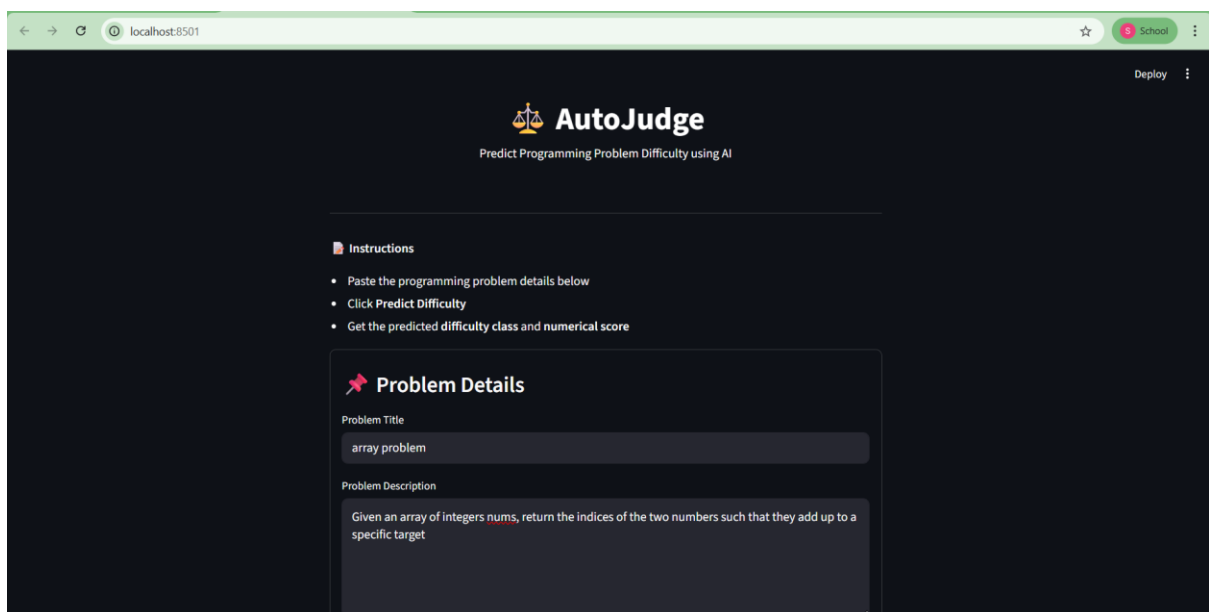 localhost:8501
S School
Deploy
AutoJudge
Predict Programming Problem Difficulty using AI
Instructions
Paste the programming problem details below
Click Predict Difficulty
Get the predicted difficulty class and numerical score
Problem Details
Problem Title
array problem
Problem Description
Given an array of integers nums, return the indices of the two numbers such that they add up to a
specific target